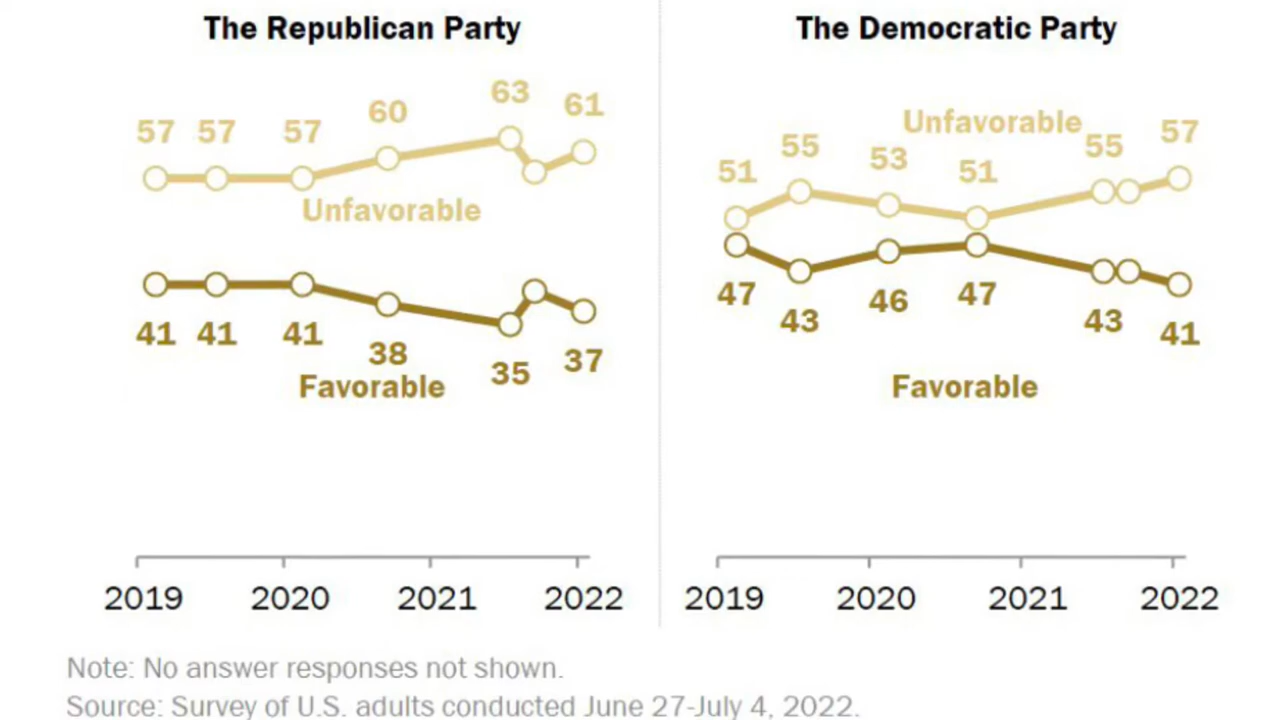 The Republican Party
57 57 57 60 63 61
Unfavorable
41 41 41 38 35 37
Favorable
2019 2020 2021 2022
The Democratic Party
Unfavorable
51 55 53 51 55 57
47 43 46 47 43 41
Favorable
2019 2020 2021 2022
Note: No answer responses not shown.
Source: Survey of U.S. adults conducted June 27-July 4, 2022.